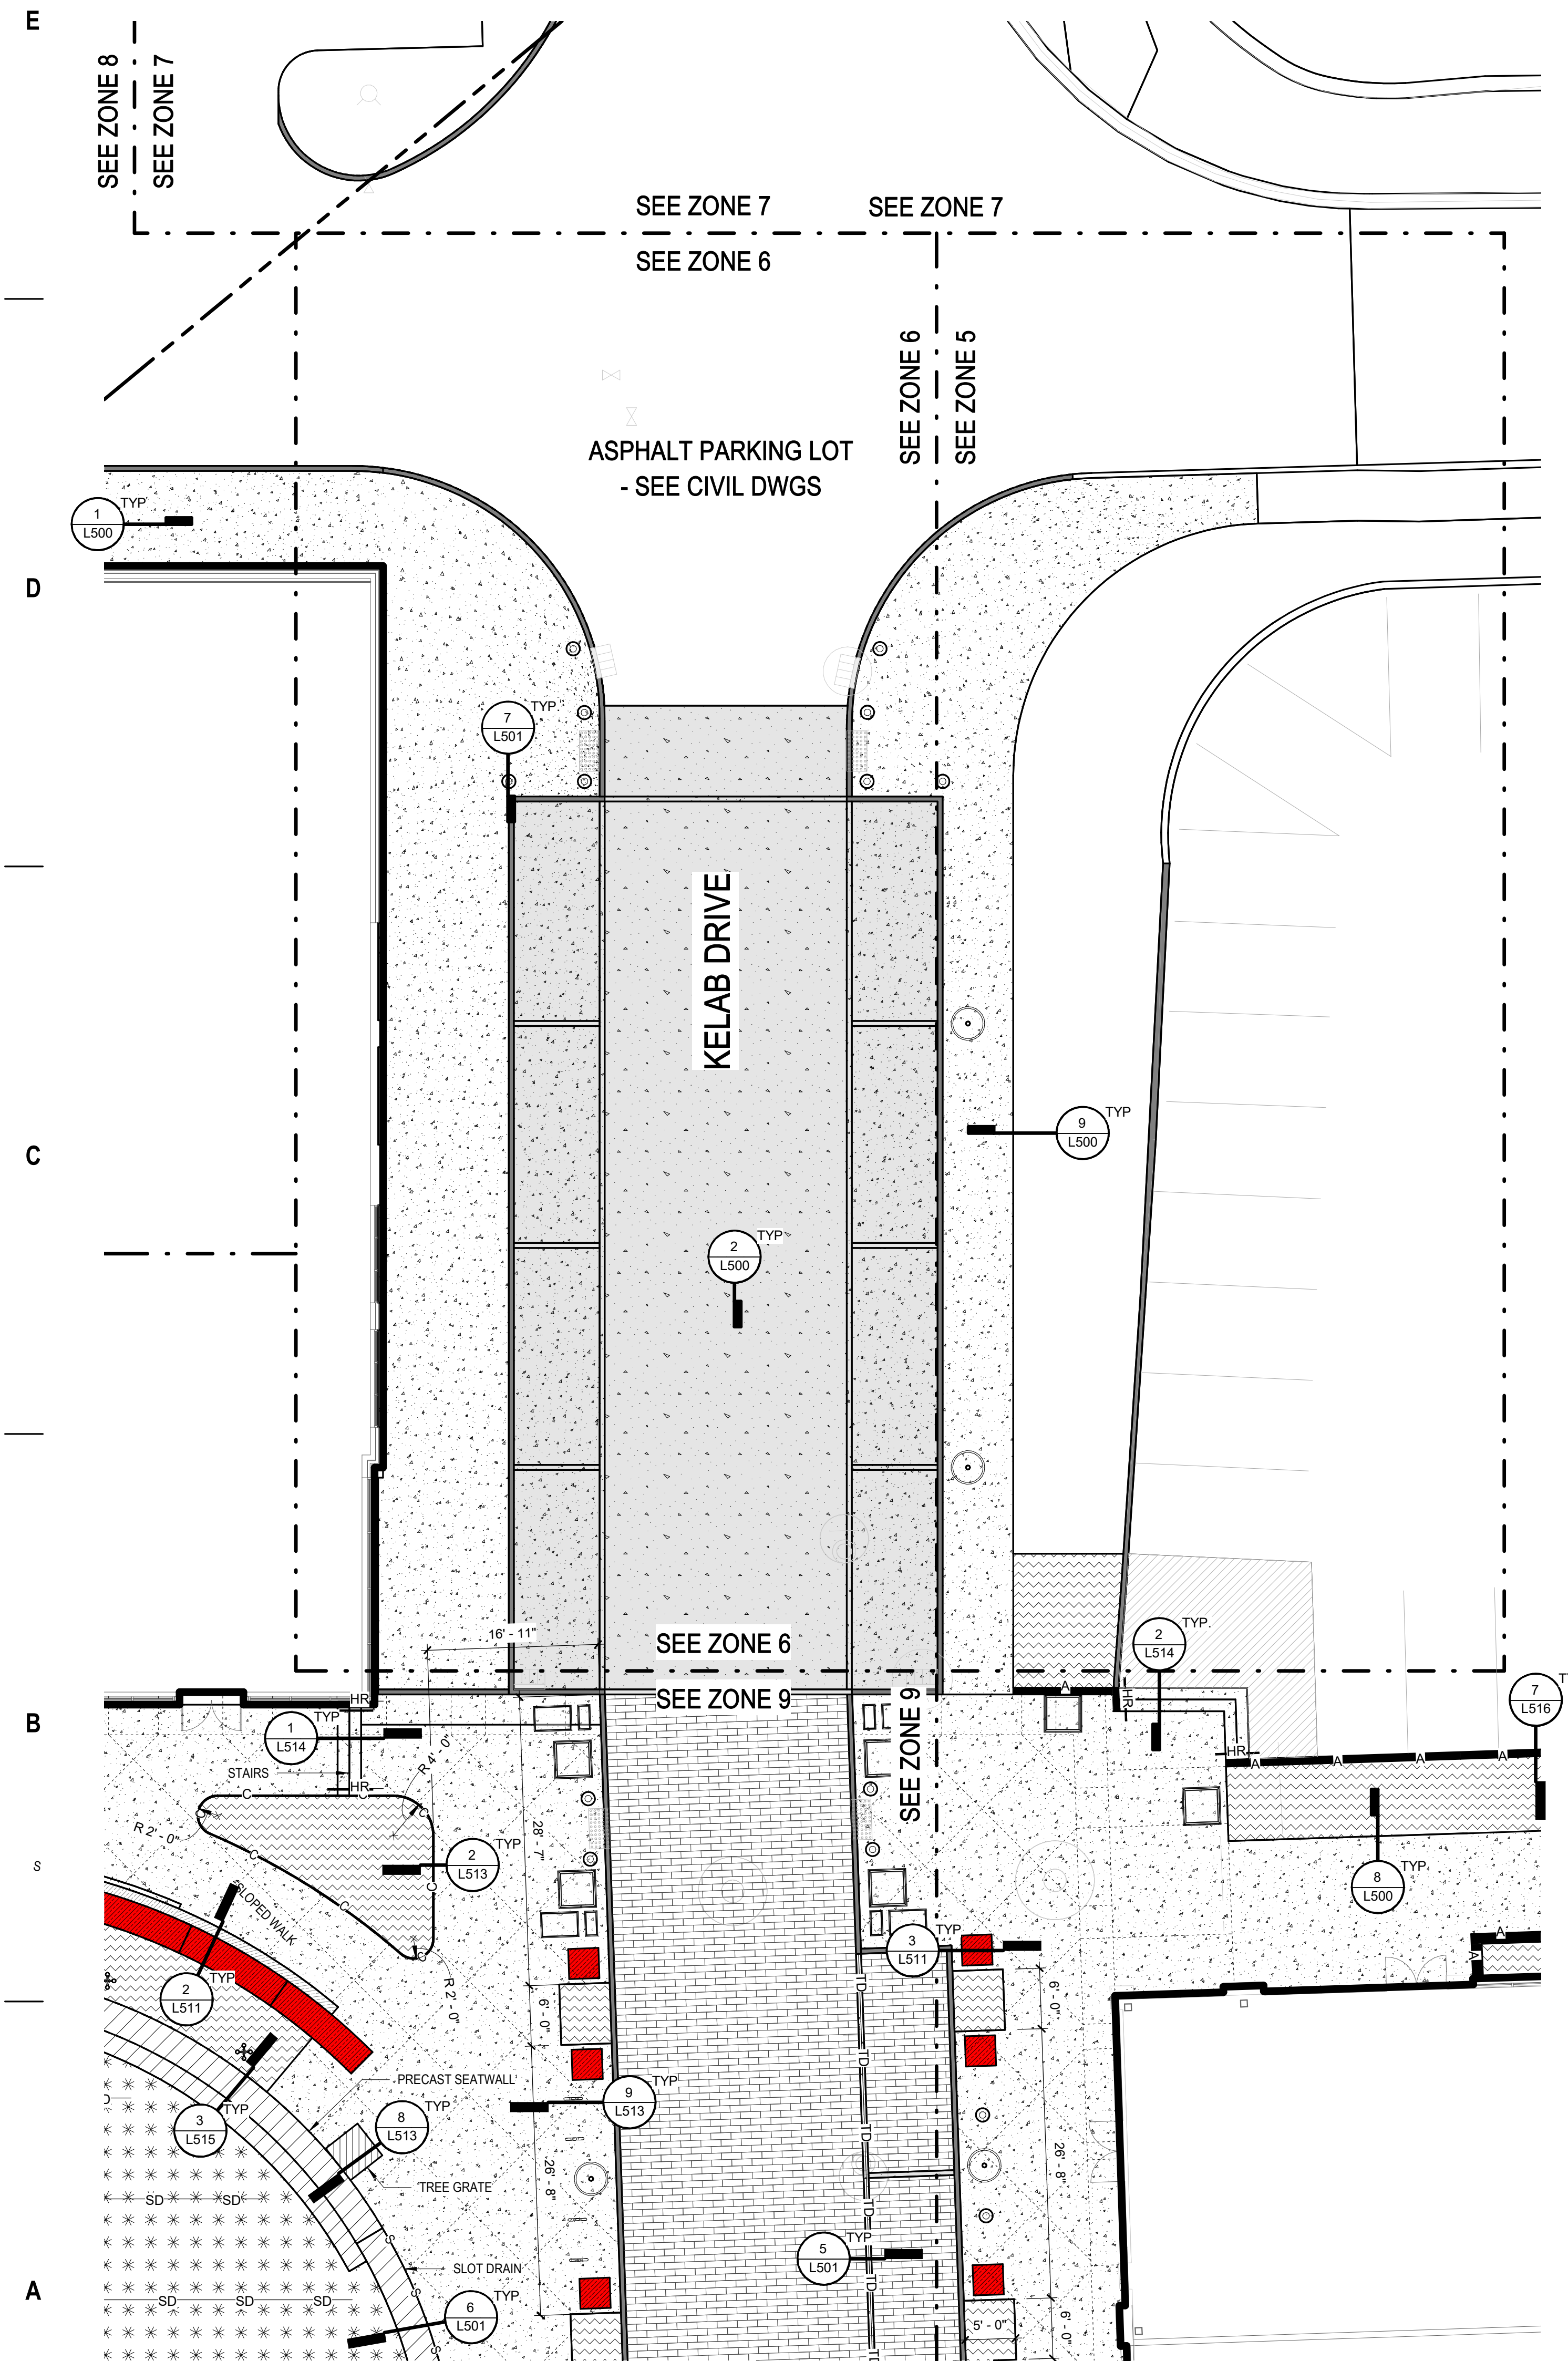 E
SEE ZONE 8
SEE ZONE 7
SEE ZONE 7
SEE ZONE 7
SEE ZONE 6
SEE ZONE 6
SEE ZONE 5
ASPHALT PARKING LOT
- SEE CIVIL DWGS
1
L500
TYP
D
7
L501
TYP.
KELAB DRIVE
9
L500
TYP
C
2
L500
TYP
16' - 11"
SEE ZONE 6
SEE ZONE 9
SEE ZONE 9
2
L514
TYP.
7
L516
B
HR
A
HR
1
L514
TYP
STAIRS
HR
HR
A
A
A
A
C
C
C
C
R 4' - 0"
R 2' - 0"
28' - 7"
C
C
C
C
2
L513
TYP
8
L500
TYP.
S
SLOPED WALK
R 2' - 0"
3
L511
TYP
A
A
2
L511
TYP
6' - 0"
6' - 0"
TD
TD
PRECAST SEATWALL
9
L513
TYP
3
L515
TYP
8
L513
TYP
TD
26' - 8"
26' - 8"
TREE GRATE
SD
SD
TD
S
5
L501
TYP
SLOT DRAIN
TD
A
SD
SD
SD
S
6
L501
TYP
5' - 0"
6' - 0"
S